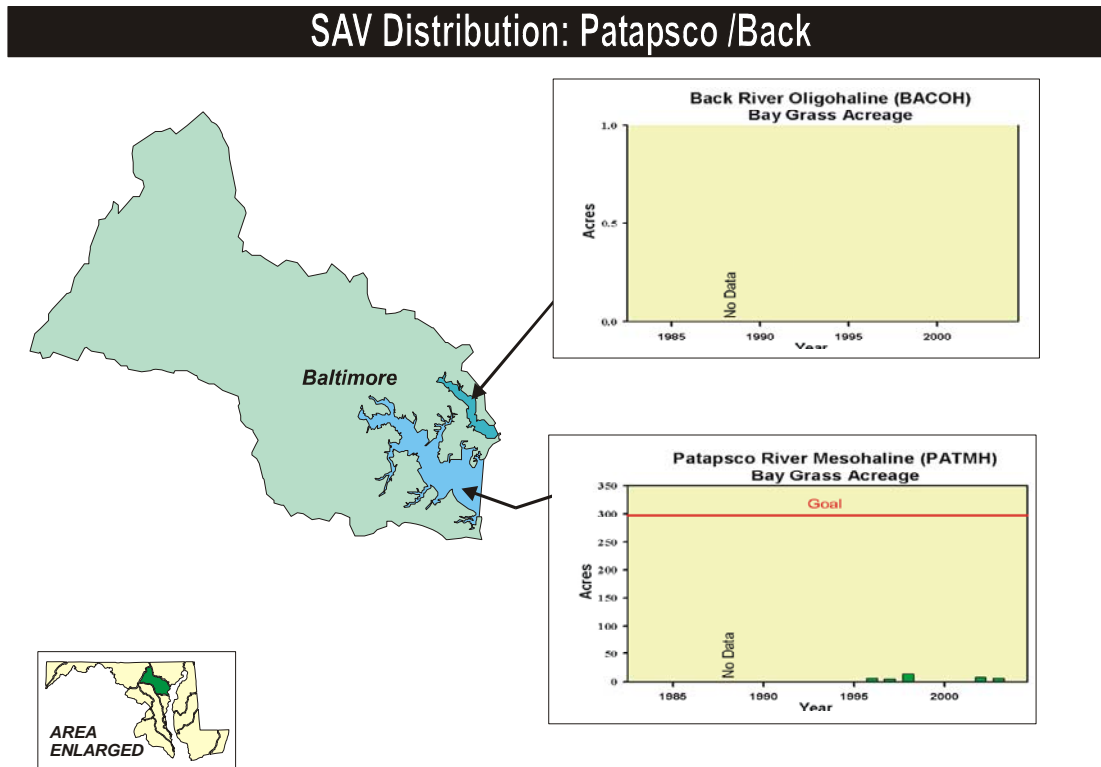 SAV Distribution: Patapsco /Back
Back River Oligohaline (BACOH)
Bay Grass Acreage
1.0
0.5
0.0
Acres
No Data
1985 1990 1995 2000
Year
Baltimore
Patapsco River Mesohaline (PATMH)
Bay Grass Acreage
350
300
250
200
150
100
50
0
Acres
Goal
No Data
1985 1990 1995 2000
Year
AREA
ENLARGED